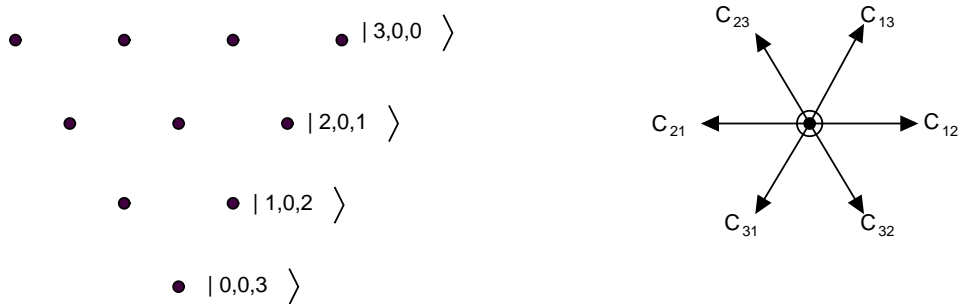 | 3,0,0 ⟩
| 2,0,1 ⟩
| 1,0,2 ⟩
| 0,0,3 ⟩
C₂₃
C₁₃
C₂₁
C₁₂
C₃₁
C₃₂